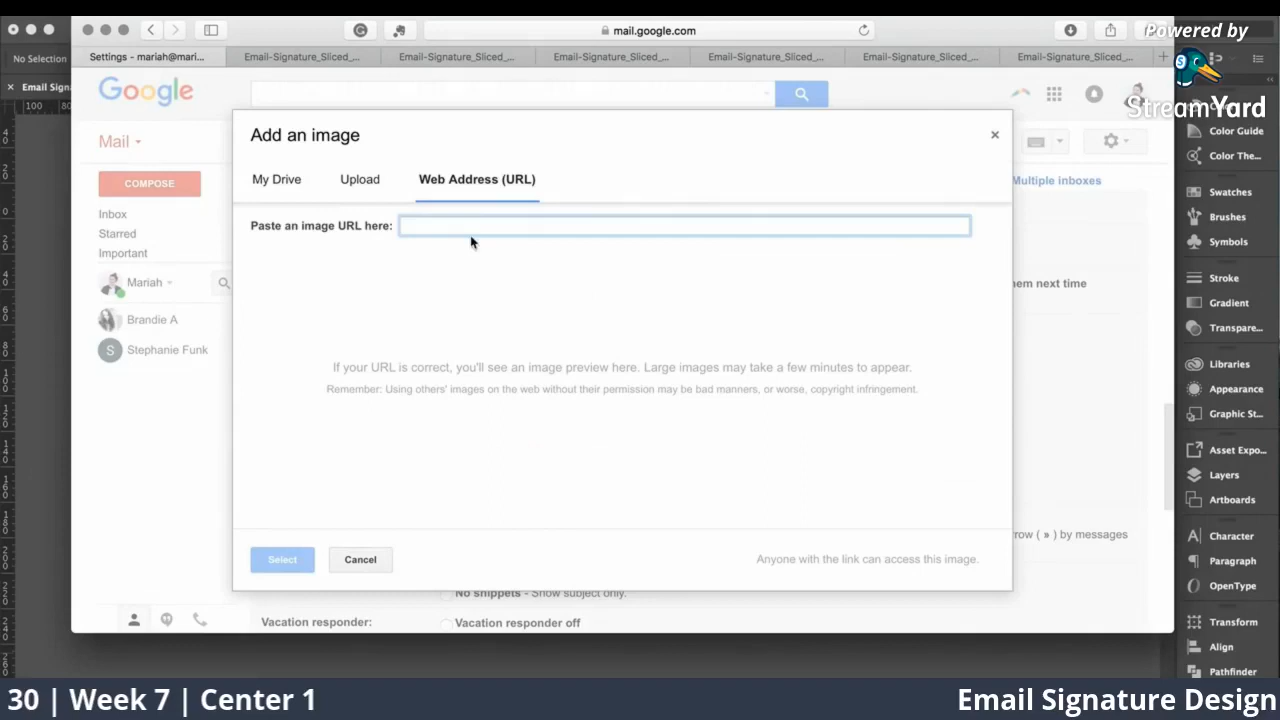 Powered by
StreamYard
No Selection
mail.google.com
Settings - mariah@mari...
Email-Signature_Sliced_...
Email-Signature_Sliced_...
Email-Signature_Sliced_...
Email-Signature_Sliced_...
Email-Signature_Sliced_...
Email-Signature_Sliced_...
Email Signa
100
80
Google
Mail
COMPOSE
Inbox
Starred
Important
Mariah
Brandie A
S
Stephanie Funk
Add an image
×
My Drive
Upload
Web Address (URL)
Paste an image URL here:
If your URL is correct, you'll see an image preview here. Large images may take a few minutes to appear.
Remember: Using others' images on the web without their permission may be bad manners, or worse, copyright infringement.
Select
Cancel
Anyone with the link can access this image.
Multiple inboxes
hem next time
rrow ( » ) by messages
No snippets - Show subject only.
Vacation responder:
Vacation responder off
Color Guide
Color The...
Swatches
Brushes
Symbols
Stroke
Gradient
Transpare...
Libraries
Appearance
Graphic St...
Asset Expo...
Layers
Artboards
Character
Paragraph
OpenType
Transform
Align
Pathfinder
30 | Week 7 | Center 1
Email Signature Design